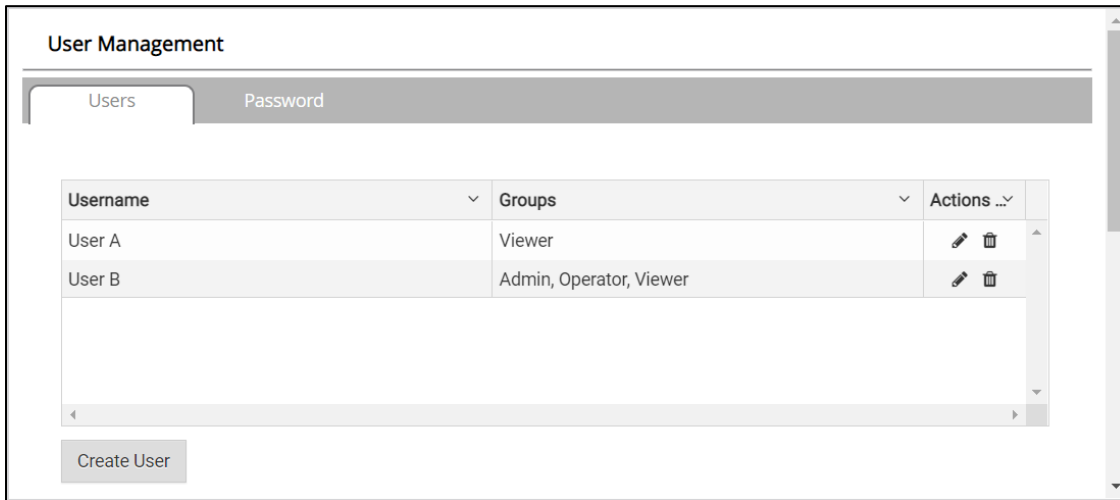 User Management
Users Password
Username Groups Actions ...
User A Viewer
User B Admin, Operator, Viewer
Create User